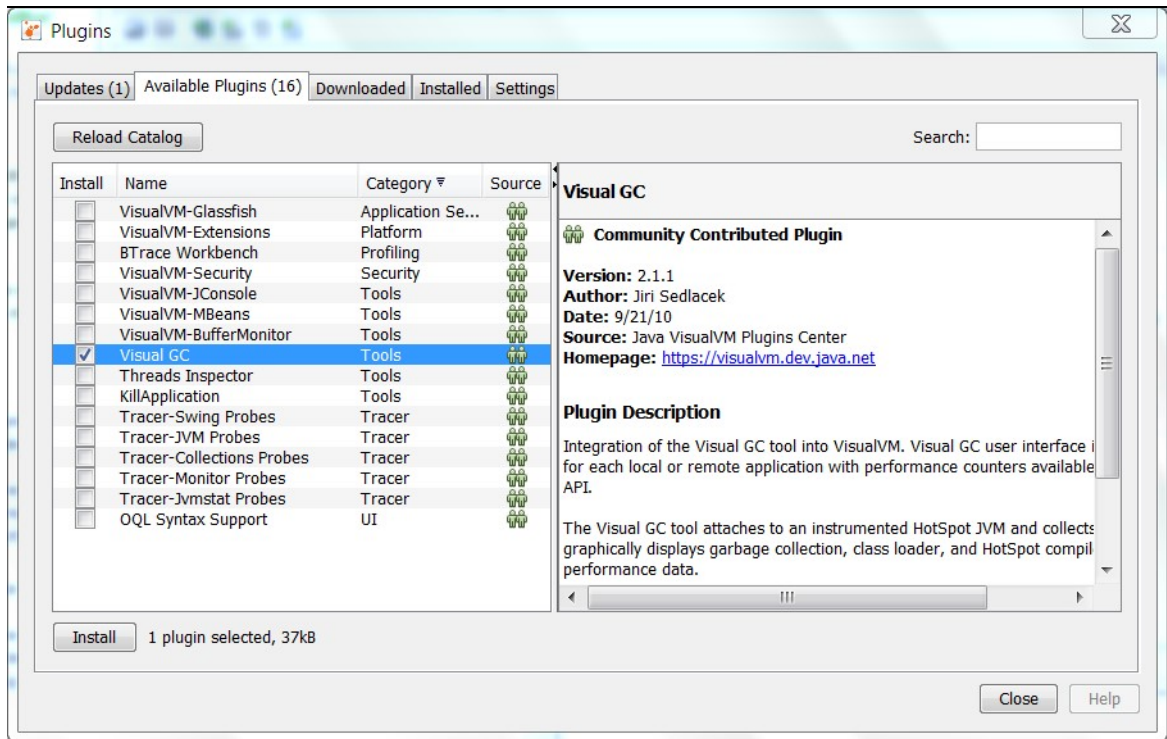 Plugins
Updates (1) Available Plugins (16) Downloaded Installed Settings
Reload Catalog Search:
Install Name Category Source
VisualVM-Glassfish Application Se...
VisualVM-Extensions Platform
BTrace Workbench Profiling
VisualVM-Security Security
VisualVM-JConsole Tools
VisualVM-MBeans Tools
VisualVM-BufferMonitor Tools
Visual GC Tools
Threads Inspector Tools
KillApplication Tools
Tracer-Swing Probes Tracer
Tracer-JVM Probes Tracer
Tracer-Collections Probes Tracer
Tracer-Monitor Probes Tracer
Tracer-Jvmstat Probes Tracer
OQL Syntax Support UI
Visual GC
Community Contributed Plugin
Version: 2.1.1
Author: Jiri Sedlacek
Date: 9/21/10
Source: Java VisualVM Plugins Center
Homepage: https://visualvm.dev.java.net
Plugin Description
Integration of the Visual GC tool into VisualVM. Visual GC user interface i
for each local or remote application with performance counters available
API.
The Visual GC tool attaches to an instrumented HotSpot JVM and collects
graphically displays garbage collection, class loader, and HotSpot compil
performance data.
Install 1 plugin selected, 37kB
Close Help